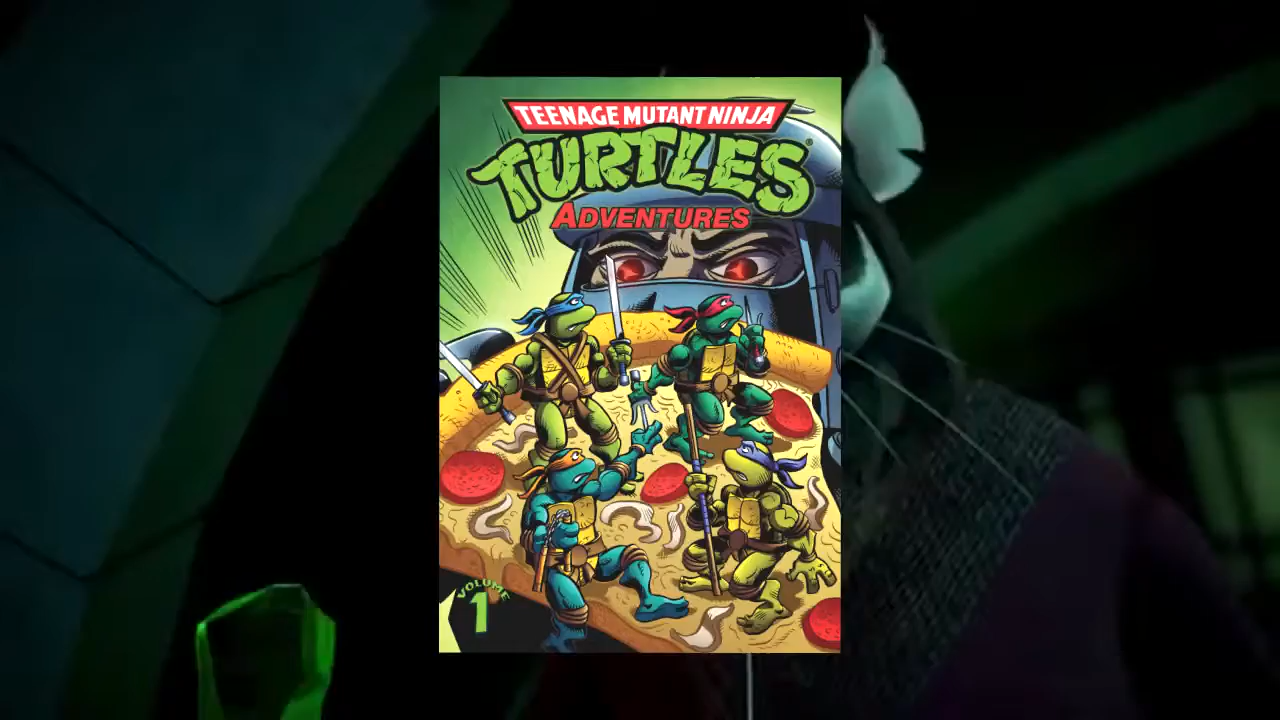 TEENAGE MUTANT NINJA
TURTLES
ADVENTURES
VOLUME
1